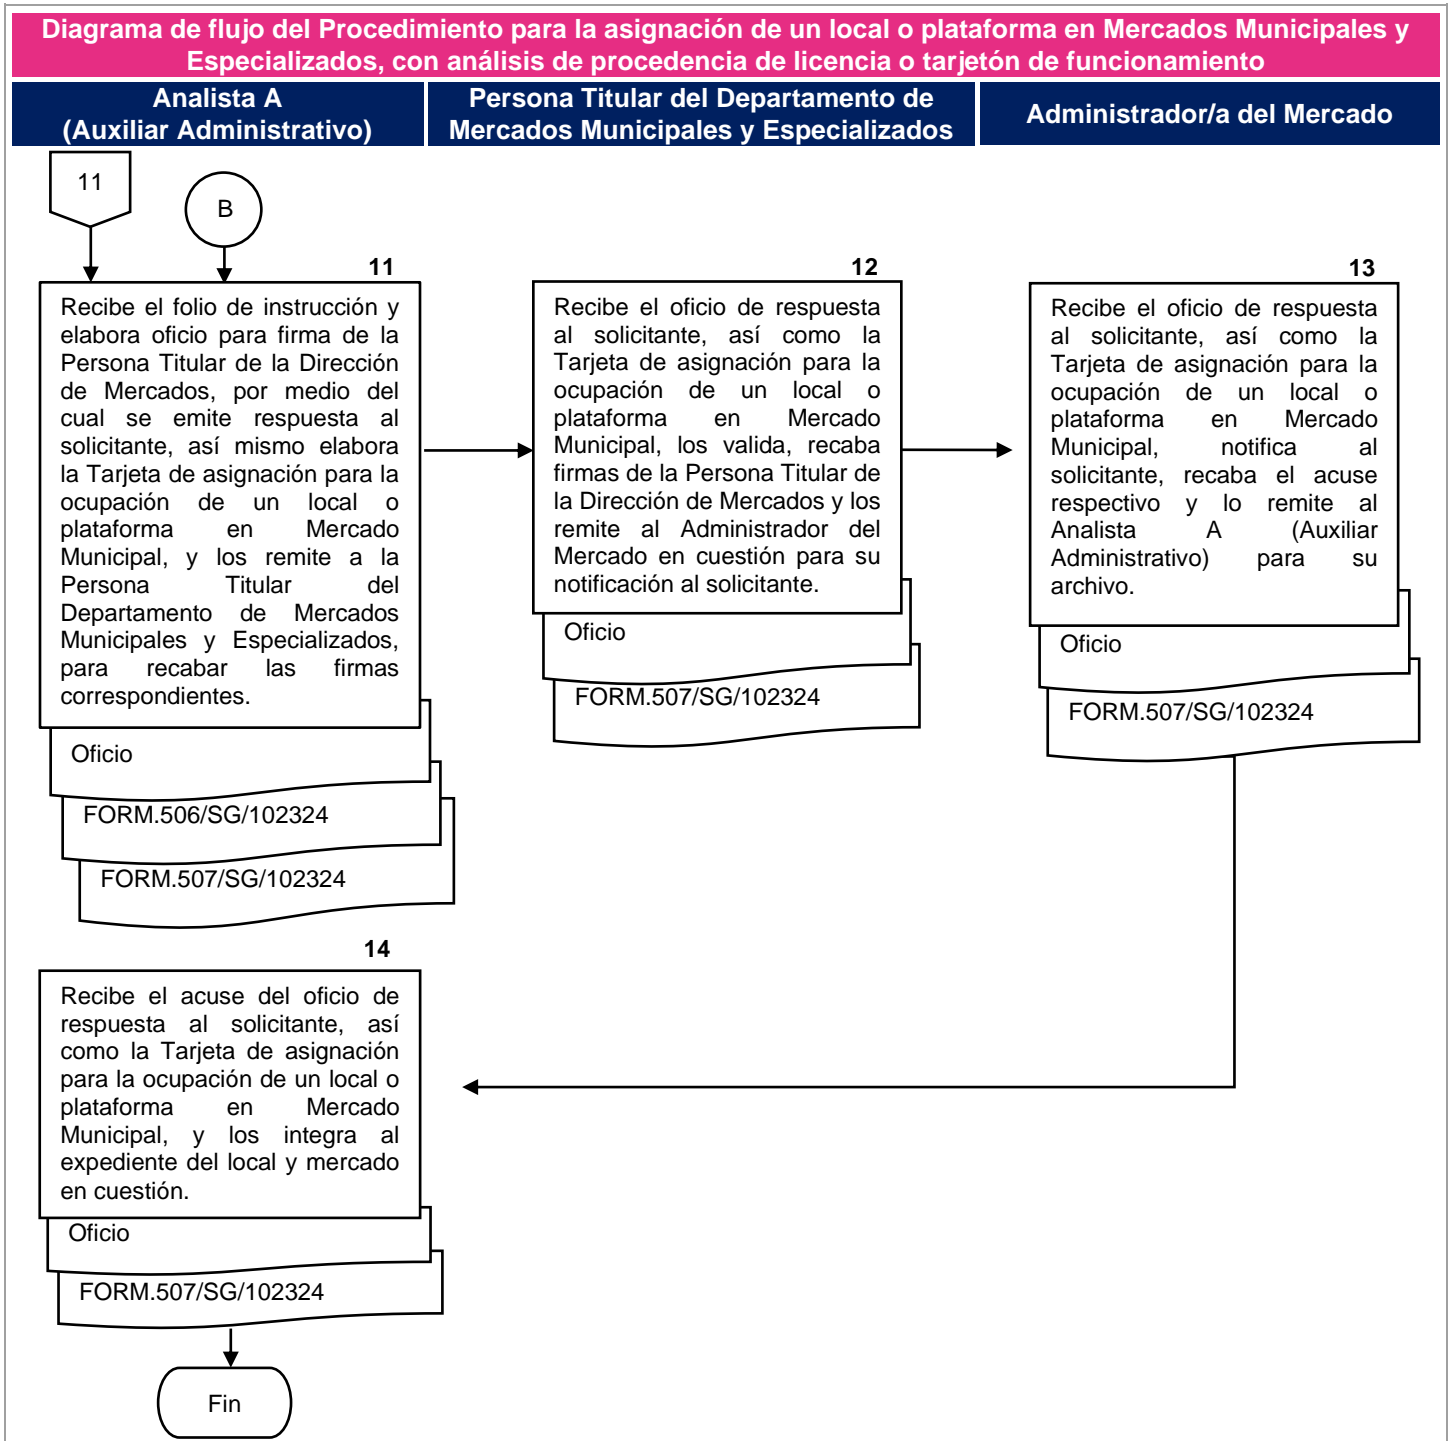 Diagrama de flujo del Procedimiento para la asignación de un local o plataforma en Mercados Municipales y
Especializados, con análisis de procedencia de licencia o tarjetón de funcionamiento
Analista A
(Auxiliar Administrativo)
Persona Titular del Departamento de
Mercados Municipales y Especializados
Administrador/a del Mercado
11
B
11
Recibe el folio de instrucción y
elabora oficio para firma de la
Persona Titular de la Dirección
de Mercados, por medio del
cual se emite respuesta al
solicitante, así mismo elabora
la Tarjeta de asignación para la
ocupación de un local o
plataforma en Mercado
Municipal, y los remite a la
Persona Titular del
Departamento de Mercados
Municipales y Especializados,
para recabar las firmas
correspondientes.
Oficio
FORM.506/SG/102324
FORM.507/SG/102324
12
Recibe el oficio de respuesta
al solicitante, así como la
Tarjeta de asignación para la
ocupación de un local o
plataforma en Mercado
Municipal, los valida, recaba
firmas de la Persona Titular de
la Dirección de Mercados y los
remite al Administrador del
Mercado en cuestión para su
notificación al solicitante.
Oficio
FORM.507/SG/102324
13
Recibe el oficio de respuesta
al solicitante, así como la
Tarjeta de asignación para la
ocupación de un local o
plataforma en Mercado
Municipal, notifica al
solicitante, recaba el acuse
respectivo y lo remite al
Analista A (Auxiliar
Administrativo) para su
archivo.
Oficio
FORM.507/SG/102324
14
Recibe el acuse del oficio de
respuesta al solicitante, así
como la Tarjeta de asignación
para la ocupación de un local o
plataforma en Mercado
Municipal, y los integra al
expediente del local y mercado
en cuestión.
Oficio
FORM.507/SG/102324
Fin